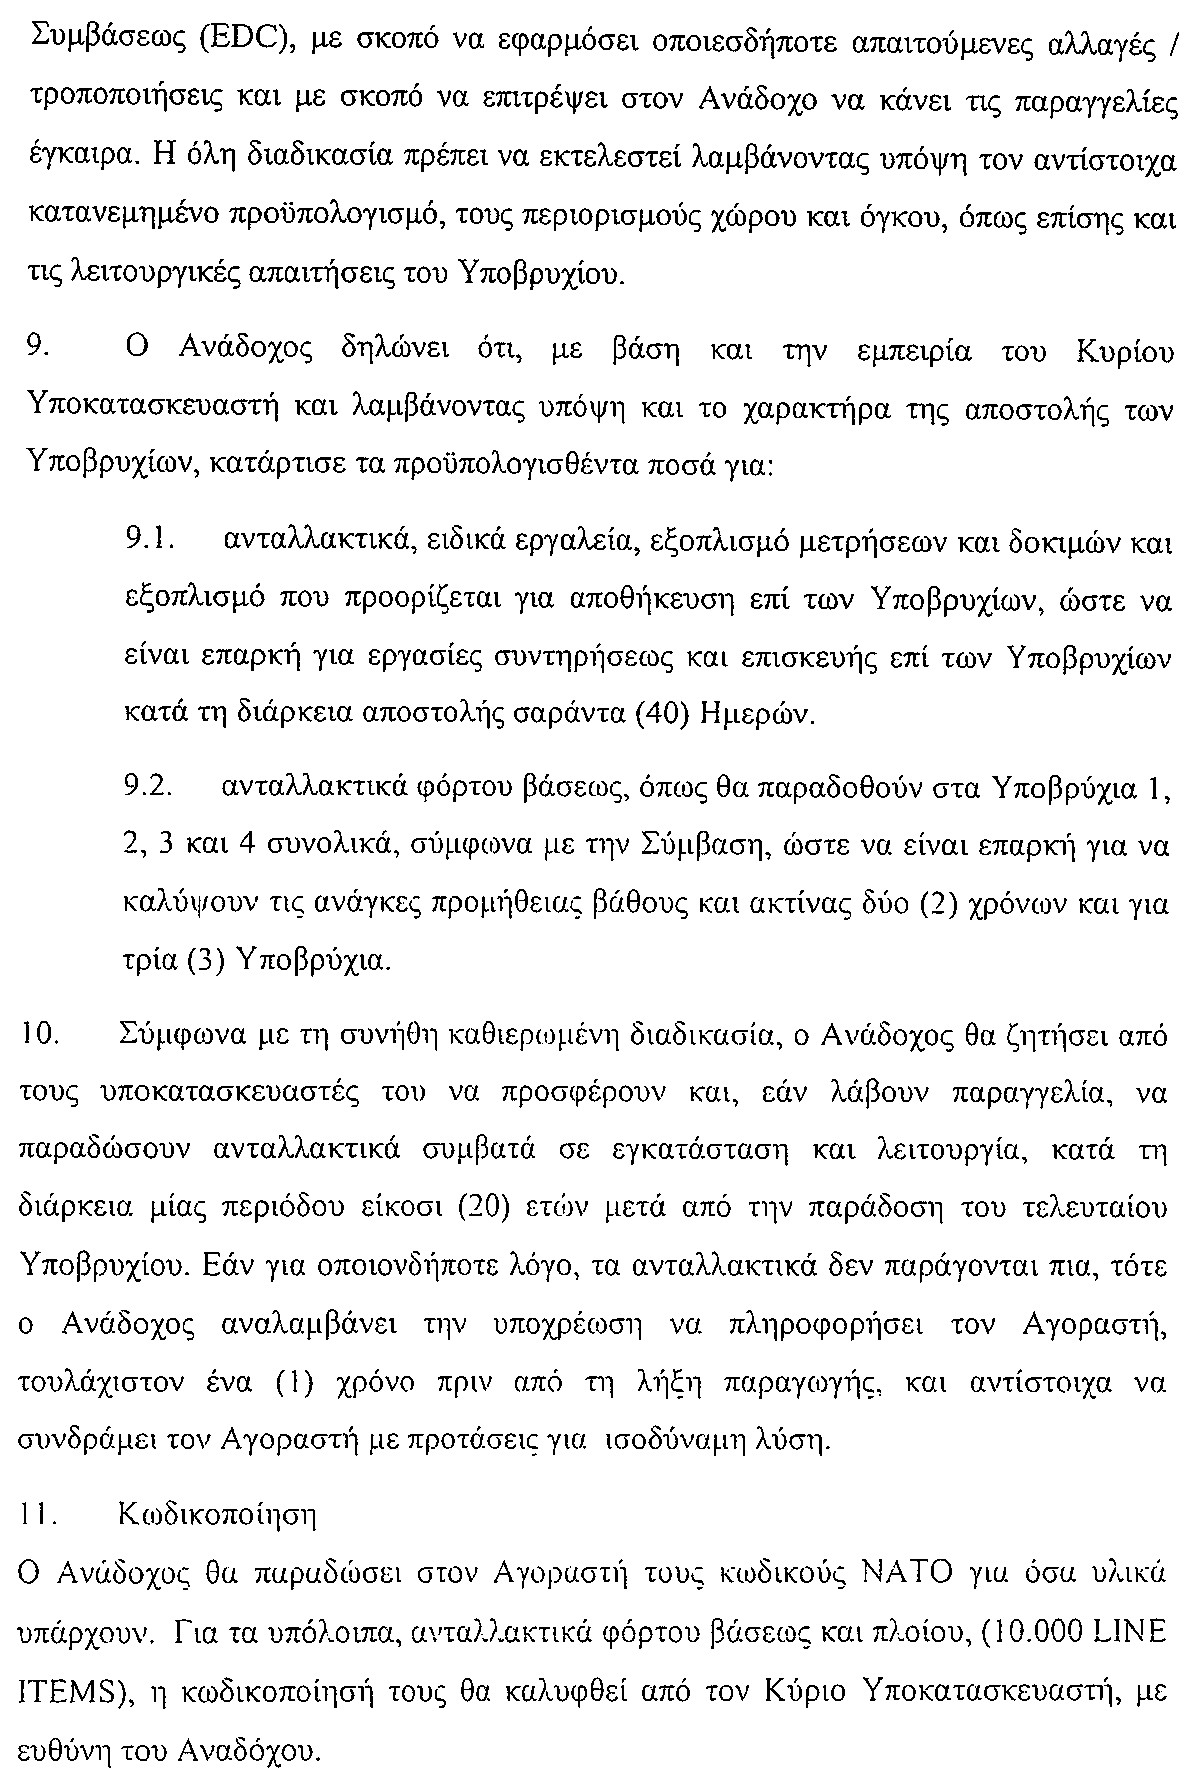 Συμβάσεως (EDC), με σκοπό να εφαρμόσει οποιεσδήποτε απαιτούμενες αλλαγές /
τροποποιήσεις και με σκοπό να επιτρέψει στον Ανάδοχο να κάνει τις παραγγελίες
έγκαιρα. Η όλη διαδικασία πρέπει να εκτελεστεί λαμβάνοντας υπόψη τον αντίστοιχα
κατανεμημένο προϋπολογισμό, τους περιορισμούς χώρου και όγκου, όπως επίσης και
τις λειτουργικές απαιτήσεις του Υποβρυχίου.
9. Ο Ανάδοχος δηλώνει ότι, με βάση και την εμπειρία του Κυρίου
Υποκατασκευαστή και λαμβάνοντας υπόψη και το χαρακτήρα της αποστολής των
Υποβρυχίων, κατάρτισε τα προϋπολογισθέντα ποσά για:
9.1. ανταλλακτικά, ειδικά εργαλεία, εξοπλισμό μετρήσεων και δοκιμών και
εξοπλισμό που προορίζεται για αποθήκευση επί των Υποβρυχίων, ώστε να
είναι επαρκή για εργασίες συντηρήσεως και επισκευής επί των Υποβρυχίων
κατά τη διάρκεια αποστολής σαράντα (40) Ημερών.
9.2. ανταλλακτικά φόρτου βάσεως, όπως θα παραδοθούν στα Υποβρύχια 1,
2, 3 και 4 συνολικά, σύμφωνα με την Σύμβαση, ώστε να είναι επαρκή για να
καλύψουν τις ανάγκες προμήθειας βάθους και ακτίνας δύο (2) χρόνων και για
τρία (3) Υποβρύχια.
10. Σύμφωνα με τη συνήθη καθιερωμένη διαδικασία, ο Ανάδοχος θα ζητήσει από
τους υποκατασκευαστές του να προσφέρουν και, εάν λάβουν παραγγελία, να
παραδώσουν ανταλλακτικά συμβατά σε εγκατάσταση και λειτουργία, κατά τη
διάρκεια μίας περιόδου είκοσι (20) ετών μετά από την παράδοση του τελευταίου
Υποβρυχίου. Εάν για οποιονδήποτε λόγο, τα ανταλλακτικά δεν παράγονται πια, τότε
ο Ανάδοχος αναλαμβάνει την υποχρέωση να πληροφορήσει τον Αγοραστή,
τουλάχιστον ένα (1) χρόνο πριν από τη λήξη παραγωγής, και αντίστοιχα να
συνδράμει τον Αγοραστή με προτάσεις για ισοδύναμη λύση.
11. Κωδικοποίηση
Ο Ανάδοχος θα παραδώσει στον Αγοραστή τους κωδικούς ΝΑΤΟ για όσα υλικά
υπάρχουν. Για τα υπόλοιπα, ανταλλακτικά φόρτου βάσεως και πλοίου, (10.000 LINE
ITEMS), η κωδικοποίησή τους θα καλυφθεί από τον Κύριο Υποκατασκευαστή, με
ευθύνη του Αναδόχου.